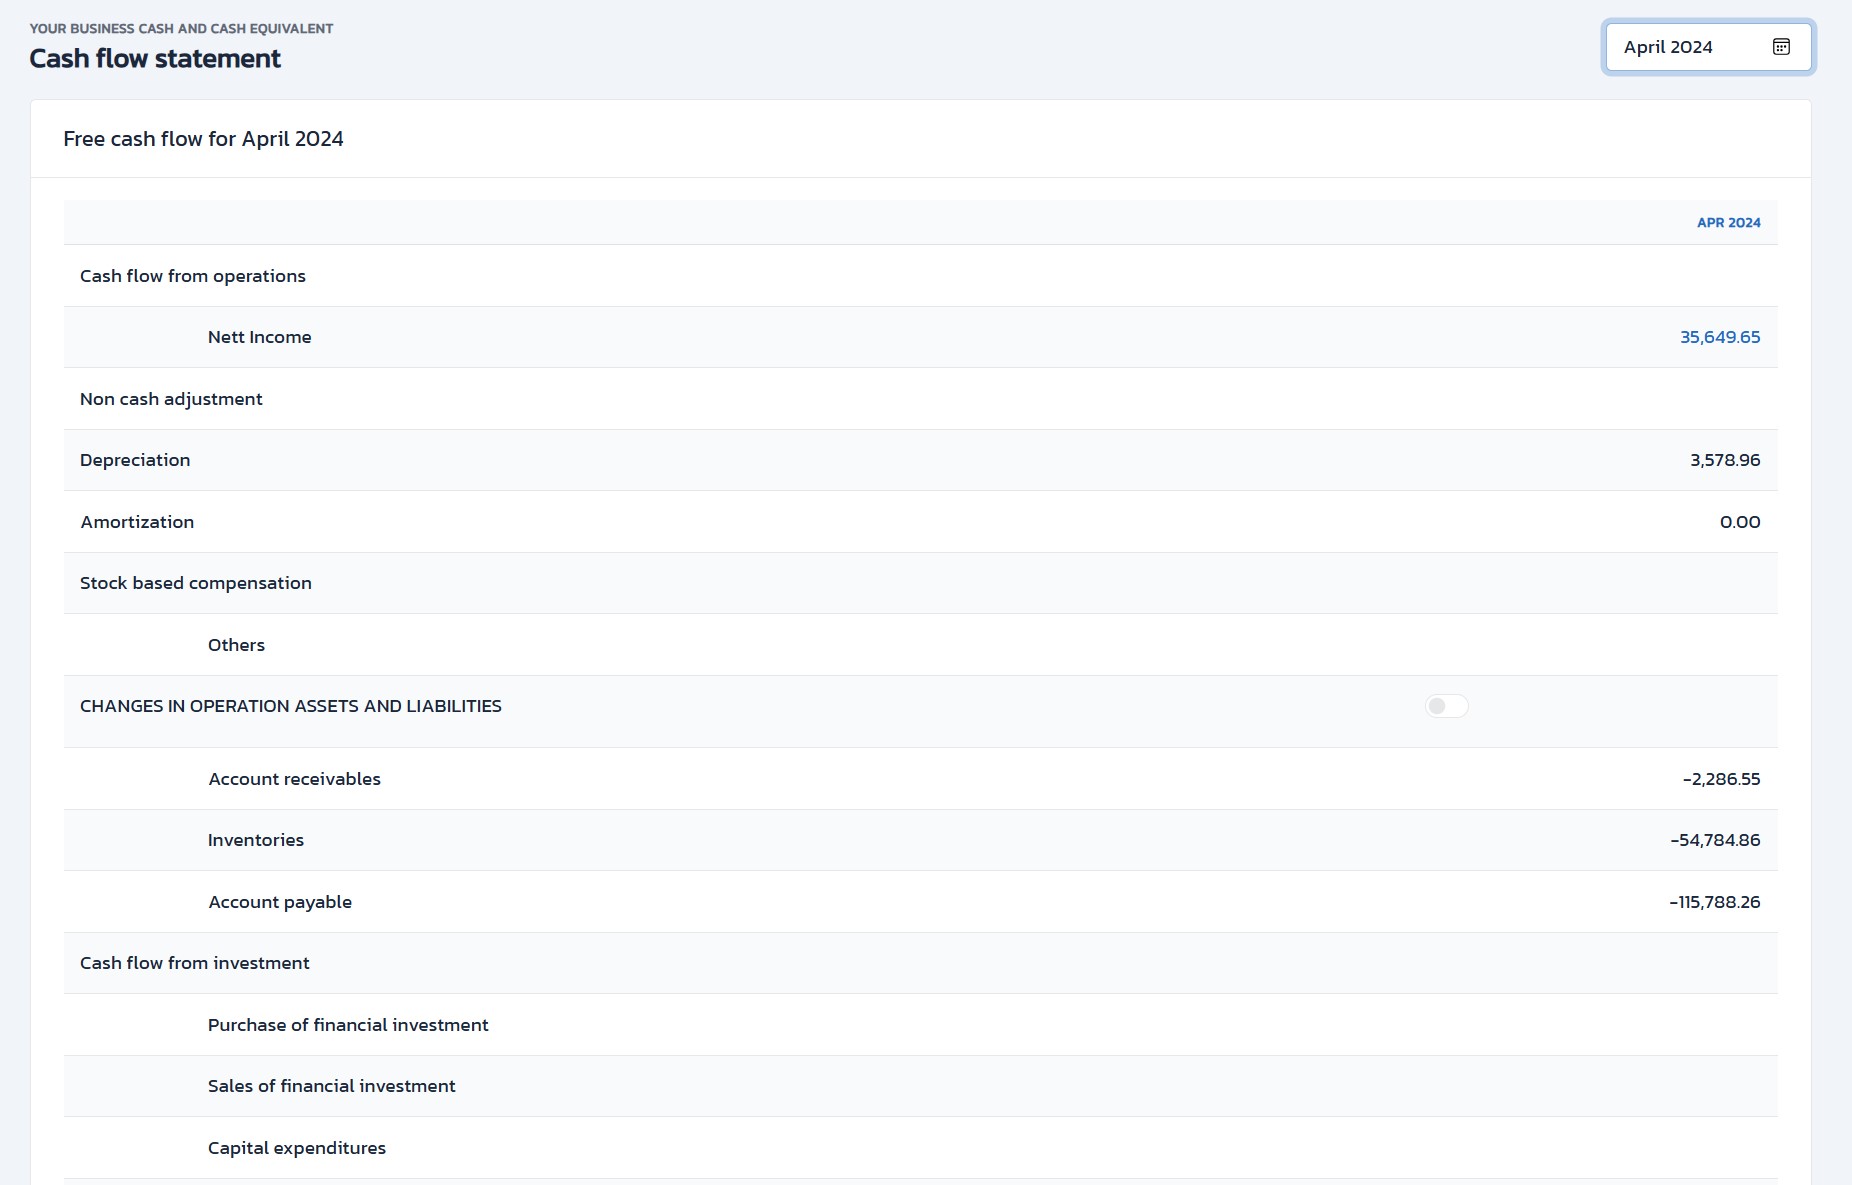 YOUR BUSINESS CASH AND CASH EQUIVALENT
Cash flow statement
April 2024
Free cash flow for April 2024
APR 2024
Cash flow from operations
Nett Income 35,649.65
Non cash adjustment
Depreciation 3,578.96
Amortization 0.00
Stock based compensation
Others
CHANGES IN OPERATION ASSETS AND LIABILITIES
Account receivables -2,286.55
Inventories -54,784.86
Account payable -115,788.26
Cash flow from investment
Purchase of financial investment
Sales of financial investment
Capital expenditures